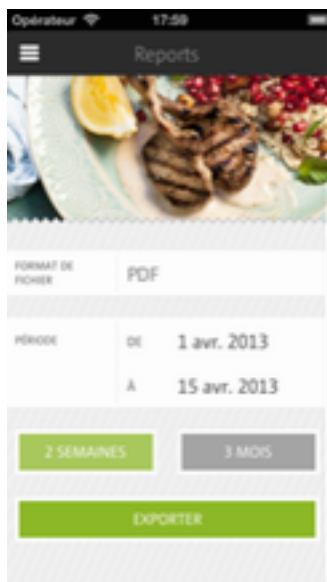 Opérateur 17:59
Reports
FORMAT DE
FICHIER
PDF
PÉRIODE
DE
1 avr. 2013
À
15 avr. 2013
2 SEMAINES
3 MOIS
EXPORTER